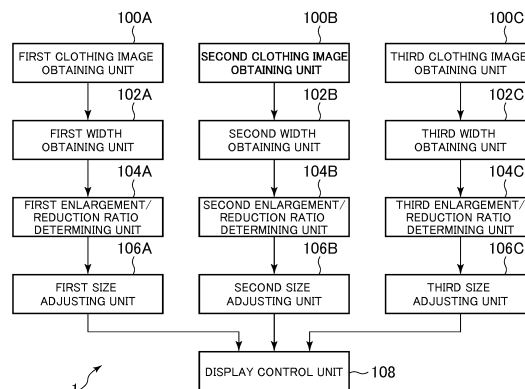 100A 100B 100C
FIRST CLOTHING IMAGE
OBTAINING UNIT
SECOND CLOTHING IMAGE
OBTAINING UNIT
THIRD CLOTHING IMAGE
OBTAINING UNIT
102A 102B 102C
FIRST WIDTH
OBTAINING UNIT
SECOND WIDTH
OBTAINING UNIT
THIRD WIDTH
OBTAINING UNIT
104A 104B 104C
FIRST ENLARGEMENT/
REDUCTION RATIO
DETERMINING UNIT
SECOND ENLARGEMENT/
REDUCTION RATIO
DETERMINING UNIT
THIRD ENLARGEMENT/
REDUCTION RATIO
DETERMINING UNIT
106A 106B 106C
FIRST SIZE
ADJUSTING UNIT
SECOND SIZE
ADJUSTING UNIT
THIRD SIZE
ADJUSTING UNIT
DISPLAY CONTROL UNIT 108
1